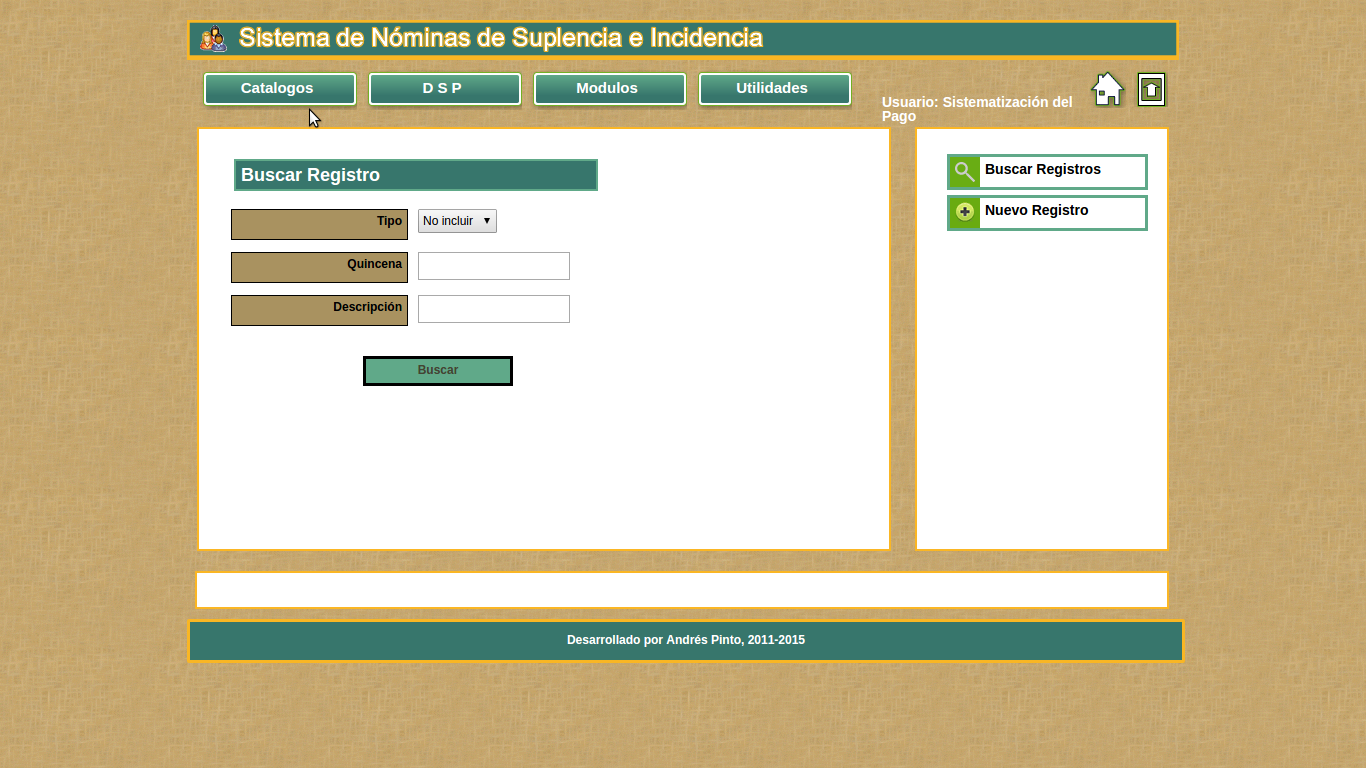 Sistema de Nóminas de Suplencia e Incidencia
Catalogos
D S P
Modulos
Utilidades
Usuario: Sistematización del
Pago
Buscar Registro
Tipo
No incluir
Quincena
Descripción
Buscar
Buscar Registros
Nuevo Registro
Desarrollado por Andrés Pinto, 2011-2015